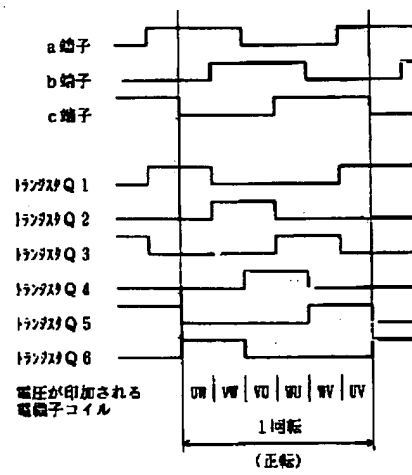 a端子
b端子
c端子
トランジスタQ1
トランジスタQ2
トランジスタQ3
トランジスタQ4
トランジスタQ5
トランジスタQ6
電圧が印加される
電機子コイル
UW VW VU WU WV UV
1回転
(正転)